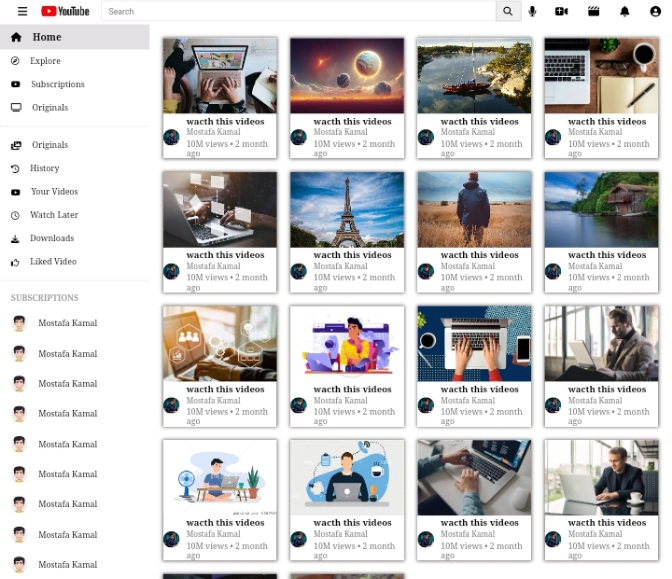 YouTube
Search
Home
Explore
Subscriptions
Originals
Originals
History
Your Videos
Watch Later
Downloads
Liked Video
SUBSCRIPTIONS
Mostafa Kamal
Mostafa Kamal
Mostafa Kamal
Mostafa Kamal
Mostafa Kamal
Mostafa Kamal
Mostafa Kamal
Mostafa Kamal
Mostafa Kamal
wacth this videos
Mostafa Kamal
10M views • 2 month
ago
wacth this videos
Mostafa Kamal
10M views • 2 month
ago
wacth this videos
Mostafa Kamal
10M views • 2 month
ago
wacth this videos
Mostafa Kamal
10M views • 2 month
ago
wacth this videos
Mostafa Kamal
10M views • 2 month
ago
wacth this videos
Mostafa Kamal
10M views • 2 month
ago
wacth this videos
Mostafa Kamal
10M views • 2 month
ago
wacth this videos
Mostafa Kamal
10M views • 2 month
ago
wacth this videos
Mostafa Kamal
10M views • 2 month
ago
wacth this videos
Mostafa Kamal
10M views • 2 month
ago
wacth this videos
Mostafa Kamal
10M views • 2 month
ago
wacth this videos
Mostafa Kamal
10M views • 2 month
ago
wacth this videos
Mostafa Kamal
10M views • 2 month
ago
wacth this videos
Mostafa Kamal
10M views • 2 month
ago
wacth this videos
Mostafa Kamal
10M views • 2 month
ago
wacth this videos
Mostafa Kamal
10M views • 2 month
ago